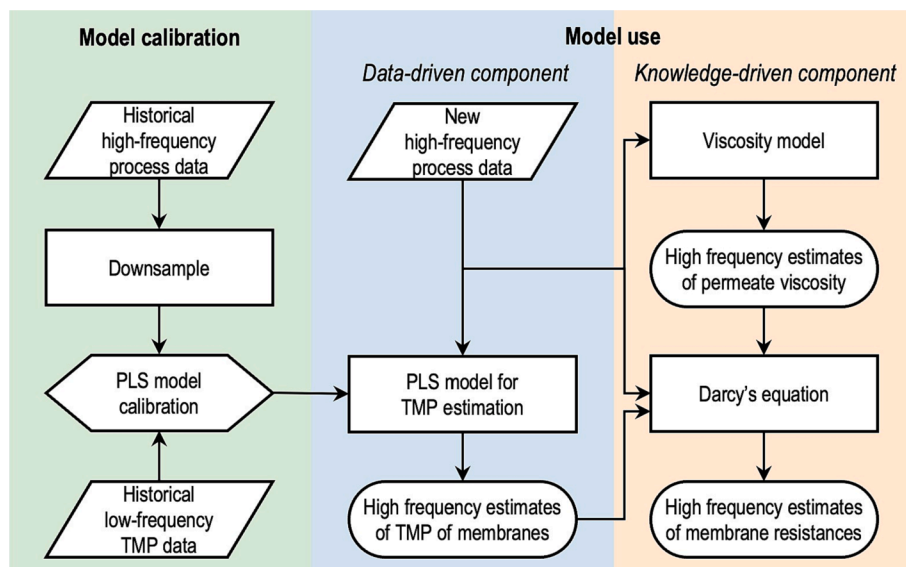 Model calibration
Historical
high-frequency
process data
Downsample
PLS model
calibration
Historical
low-frequency
TMP data
Model use
Data-driven component
New
high-frequency
process data
PLS model for
TMP estimation
High frequency estimates
of TMP of membranes
Knowledge-driven component
Viscosity model
High frequency estimates
of permeate viscosity
Darcy's equation
High frequency estimates
of membrane resistances